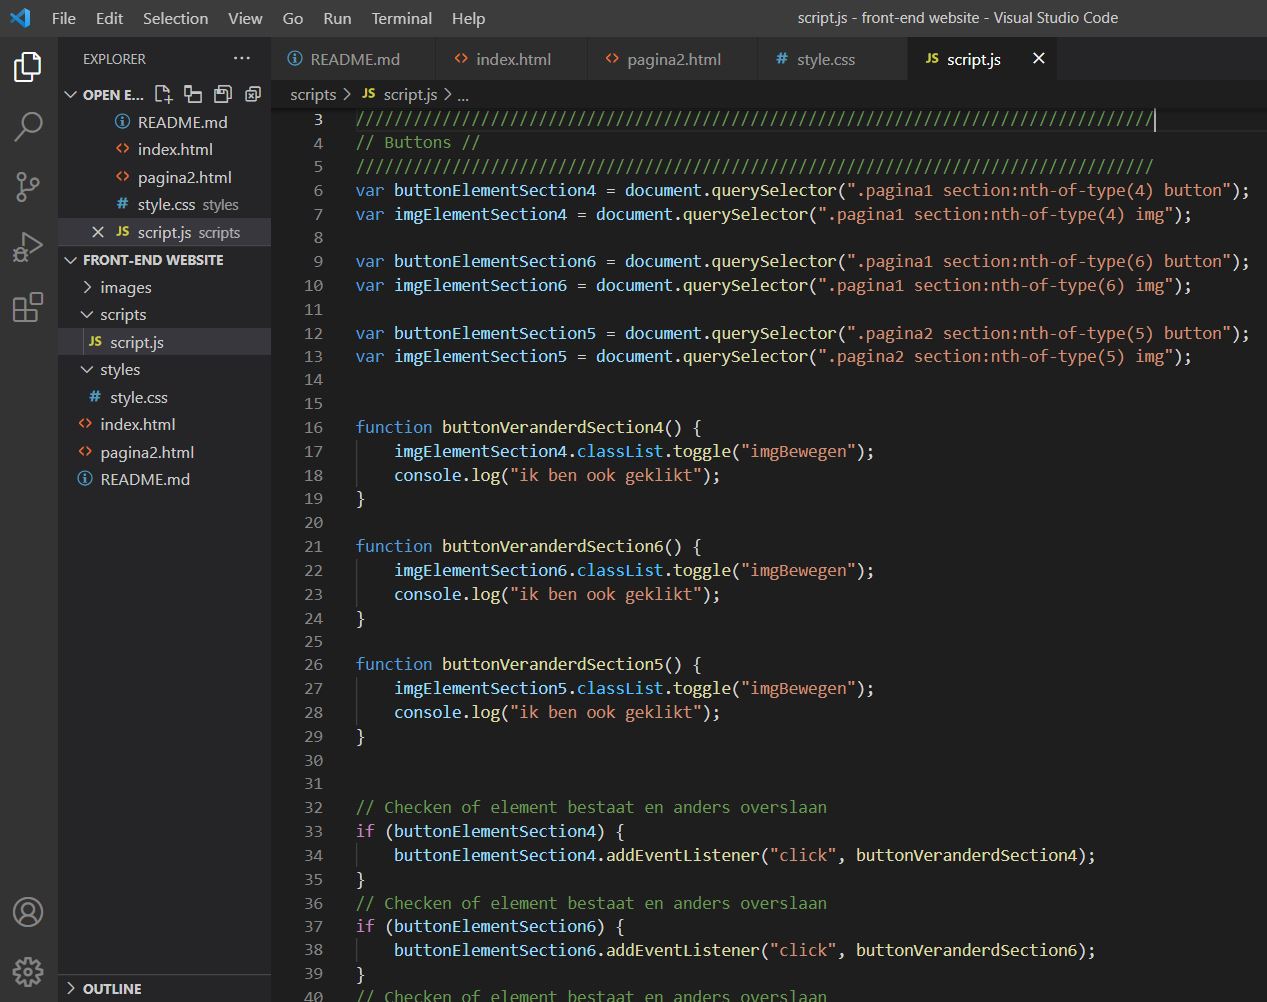 File Edit Selection View Go Run Terminal Help script.js - front-end website - Visual Studio Code
EXPLORER ...
OPEN E...
README.md
index.html
pagina2.html
style.css styles
script.js scripts
FRONT-END WEBSITE
images
scripts
JS script.js
styles
# style.css
index.html
pagina2.html
README.md
OUTLINE
README.md index.html pagina2.html # style.css JS script.js
scripts > JS script.js > ...
3 ///////////////////////////////////////////////////////////////////////////////////
4 // Buttons //
5 ///////////////////////////////////////////////////////////////////////////////////
6 var buttonElementSection4 = document.querySelector(".pagina1 section:nth-of-type(4) button");
7 var imgElementSection4 = document.querySelector(".pagina1 section:nth-of-type(4) img");
8
9 var buttonElementSection6 = document.querySelector(".pagina1 section:nth-of-type(6) button");
10 var imgElementSection6 = document.querySelector(".pagina1 section:nth-of-type(6) img");
11
12 var buttonElementSection5 = document.querySelector(".pagina2 section:nth-of-type(5) button");
13 var imgElementSection5 = document.querySelector(".pagina2 section:nth-of-type(5) img");
14
15
16 function buttonVeranderdSection4() {
17 imgElementSection4.classList.toggle("imgBewegen");
18 console.log("ik ben ook geklikt");
19 }
20
21 function buttonVeranderdSection6() {
22 imgElementSection6.classList.toggle("imgBewegen");
23 console.log("ik ben ook geklikt");
24 }
25
26 function buttonVeranderdSection5() {
27 imgElementSection5.classList.toggle("imgBewegen");
28 console.log("ik ben ook geklikt");
29 }
30
31
32 // Checken of element bestaat en anders overslaan
33 if (buttonElementSection4) {
34 buttonElementSection4.addEventListener("click", buttonVeranderdSection4);
35 }
36 // Checken of element bestaat en anders overslaan
37 if (buttonElementSection6) {
38 buttonElementSection6.addEventListener("click", buttonVeranderdSection6);
39 }
40 // Checken of element bestaat en anders overslaan